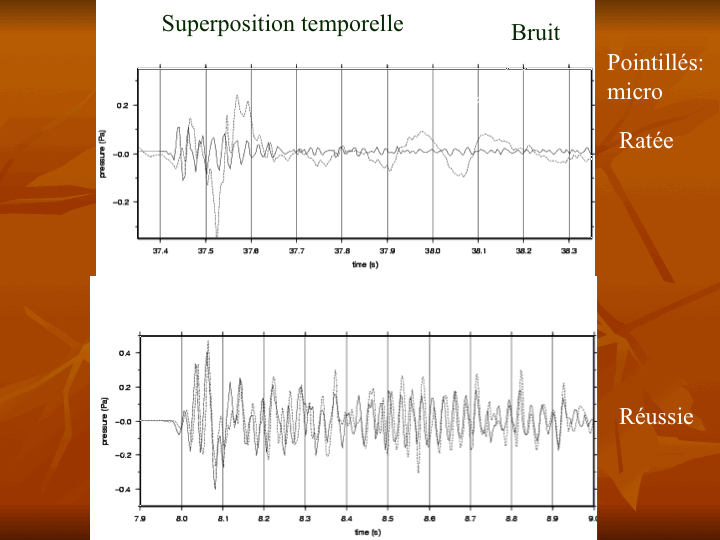 Superposition temporelle
Bruit
Pointillés:
micro
Ratée
pressure (Pa)
0.2
-0.0
-0.2
37.4 37.5 37.6 37.7 37.8 37.9 38.0 38.1 38.2 38.3
time (s)
Réussie
pressure (Pa)
0.4
0.2
-0.0
-0.2
-0.4
7.9 8.0 8.1 8.2 8.3 8.4 8.5 8.6 8.7 8.8 8.9 9.0
time (s)